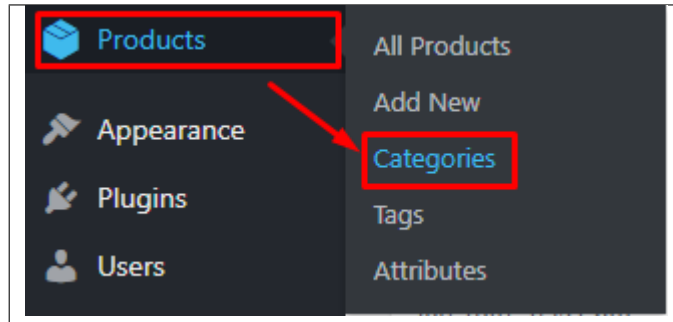 Products
Appearance
Plugins
Users
All Products
Add New
Categories
Tags
Attributes